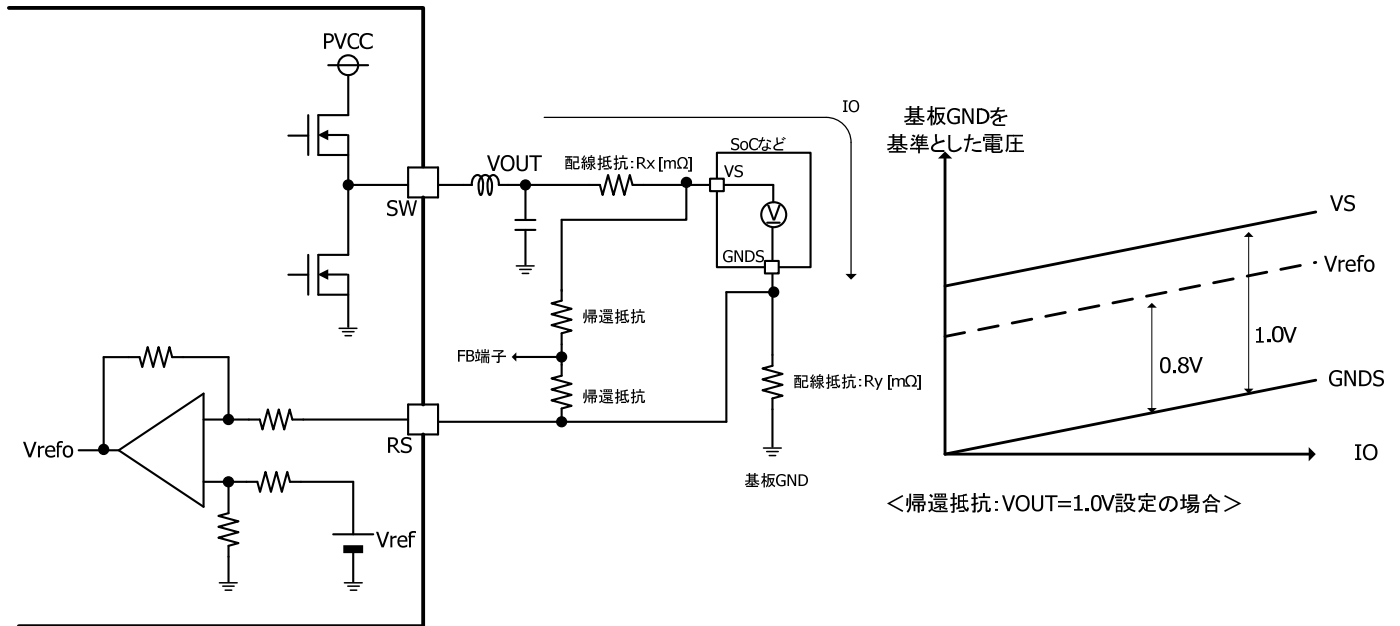 PVCC
SW
VOUT
配線抵抗:Rx [mΩ]
IO
SoCなど
VS
V
GNDS
帰還抵抗
FB端子
帰還抵抗
配線抵抗:Ry [mΩ]
基板GND
RS
Vrefo
Vref
基板GNDを
基準とした電圧
VS
Vrefo
1.0V
0.8V
GNDS
IO
＜帰還抵抗:VOUT=1.0V設定の場合＞